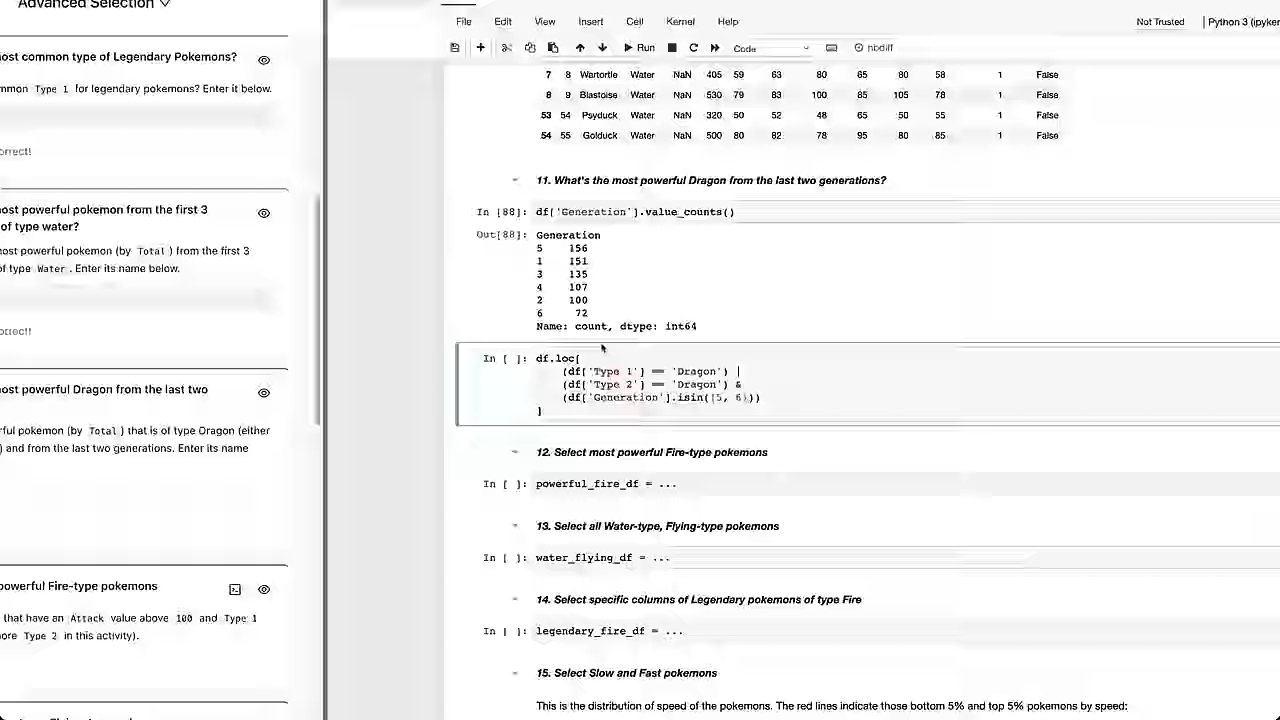 Advanced Selection
ost common type of Legendary Pokemons?
mmon Type 1 for legendary pokemons? Enter it below.
orrect!
ost powerful pokemon from the first 3
of type water?
ost powerful pokemon (by Total) from the first 3
of type Water. Enter its name below.
orrect!
ost powerful Dragon from the last two
rful pokemon (by Total) that is of type Dragon (either
) and from the last two generations. Enter its name
powerful Fire-type pokemons
that have an Attack value above 100 and Type 1
ore Type 2 in this activity).
File Edit View Insert Cell Kernel Help Not Trusted Python 3 (ipyker
Run Code nbdiff
7 8 Wartortle Water NaN 405 59 63 80 65 80 58 1 False
8 9 Blastoise Water NaN 530 79 83 100 85 105 78 1 False
53 54 Psyduck Water NaN 320 50 52 48 65 50 55 1 False
54 55 Golduck Water NaN 500 80 82 78 95 80 85 1 False
11. What's the most powerful Dragon from the last two generations?
In [88]: df['Generation'].value_counts()
Out[88]: Generation
5 156
1 151
3 135
4 107
2 100
6 72
Name: count, dtype: int64
In [ ]: df.loc[
(df['Type 1'] == 'Dragon') |
(df['Type 2'] == 'Dragon') &
(df['Generation'].isin([5, 6]))
]
12. Select most powerful Fire-type pokemons
In [ ]: powerful_fire_df = ...
13. Select all Water-type, Flying-type pokemons
In [ ]: water_flying_df = ...
14. Select specific columns of Legendary pokemons of type Fire
In [ ]: legendary_fire_df = ...
15. Select Slow and Fast pokemons
This is the distribution of speed of the pokemons. The red lines indicate those bottom 5% and top 5% pokemons by speed: